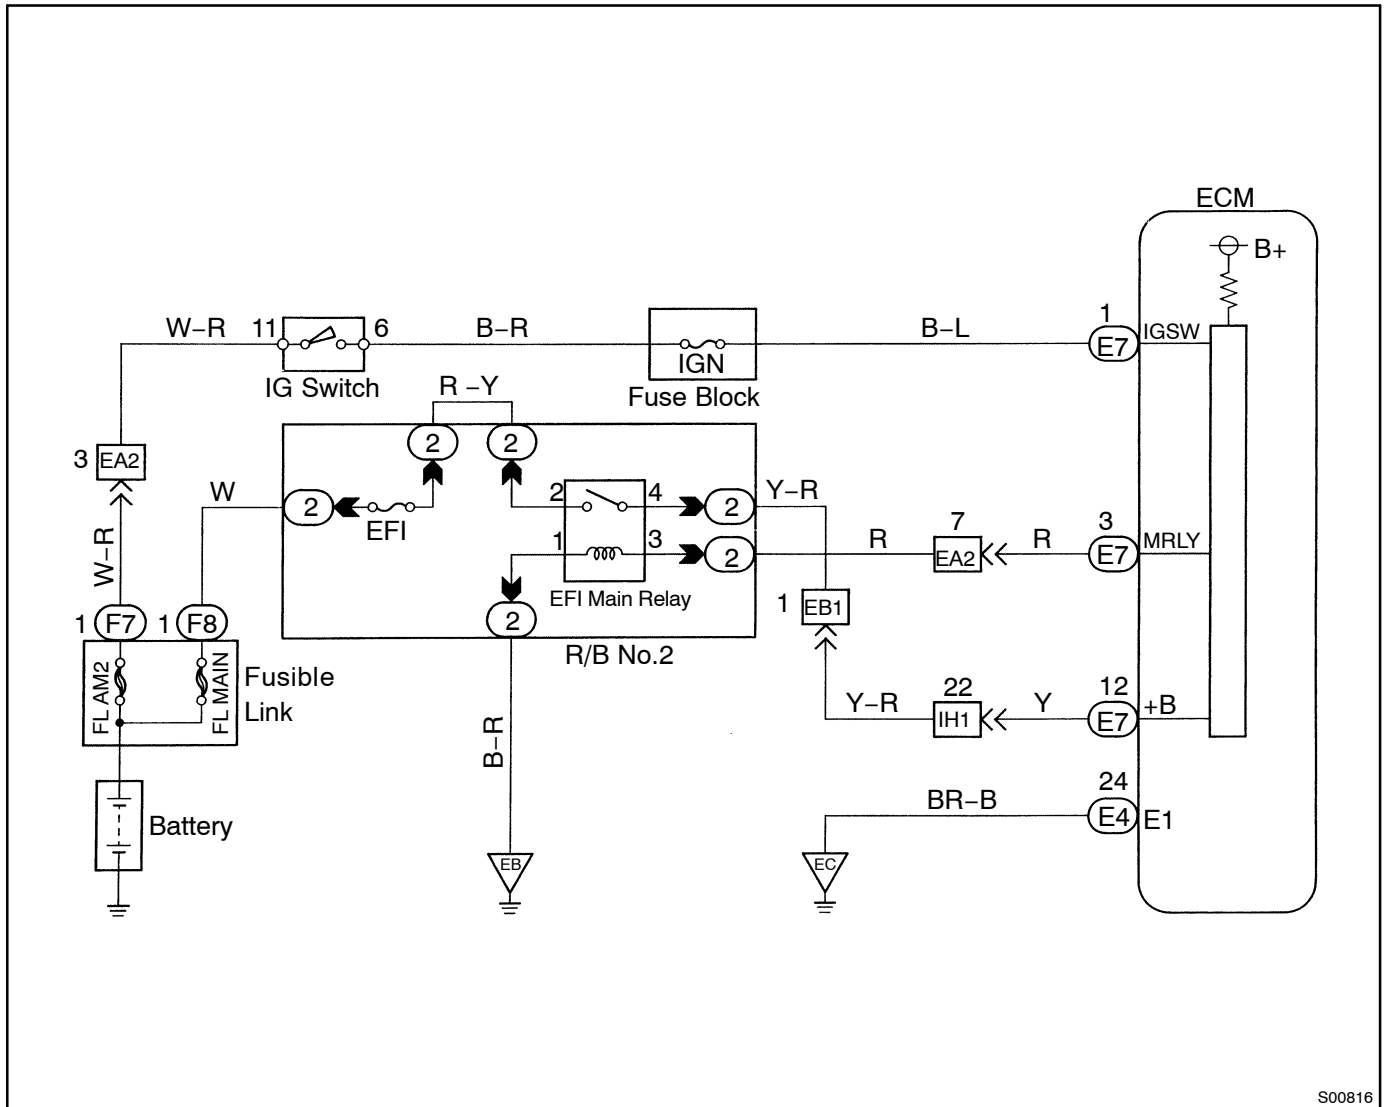 ECM
B+
W–R
11
6
B–R
B–L
1
E7
IGSW
IG Switch
IGN
Fuse Block
R –Y
2
2
3
EA2
W
2
EFI
2
4
2
Y–R
1
3
2
R
7
EA2
R
3
E7
MRLY
EFI Main Relay
1
EB1
W–R
1
F7
1
F8
2
R/B No.2
FL AM2
FL MAIN
Fusible
Link
B–R
Y–R
22
IH1
Y
12
E7
+B
Battery
BR–B
24
E4
E1
EB
EC
S00816